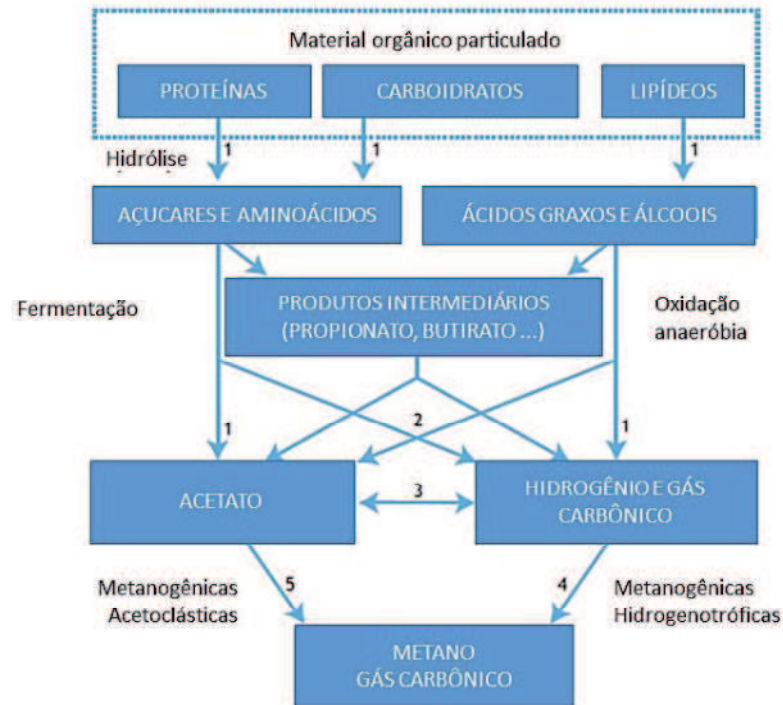 Material orgânico particulado
PROTEÍNAS
CARBOIDRATOS
LIPÍDEOS
1
1
1
Hidrólise
AÇUCARES E AMINOÁCIDOS
ÁCIDOS GRAXOS E ÁLCOOIS
Fermentação
PRODUTOS INTERMEDIÁRIOS
(PROPIONATO, BUTIRATO ...)
Oxidação
anaeróbia
1
2
1
ACETATO
3
HIDROGÊNIO E GÁS
CARBÔNICO
Metanogênicas
Acetoclásticas
5
4
Metanogênicas
Hidrogenotróficas
METANO
GÁS CARBÔNICO